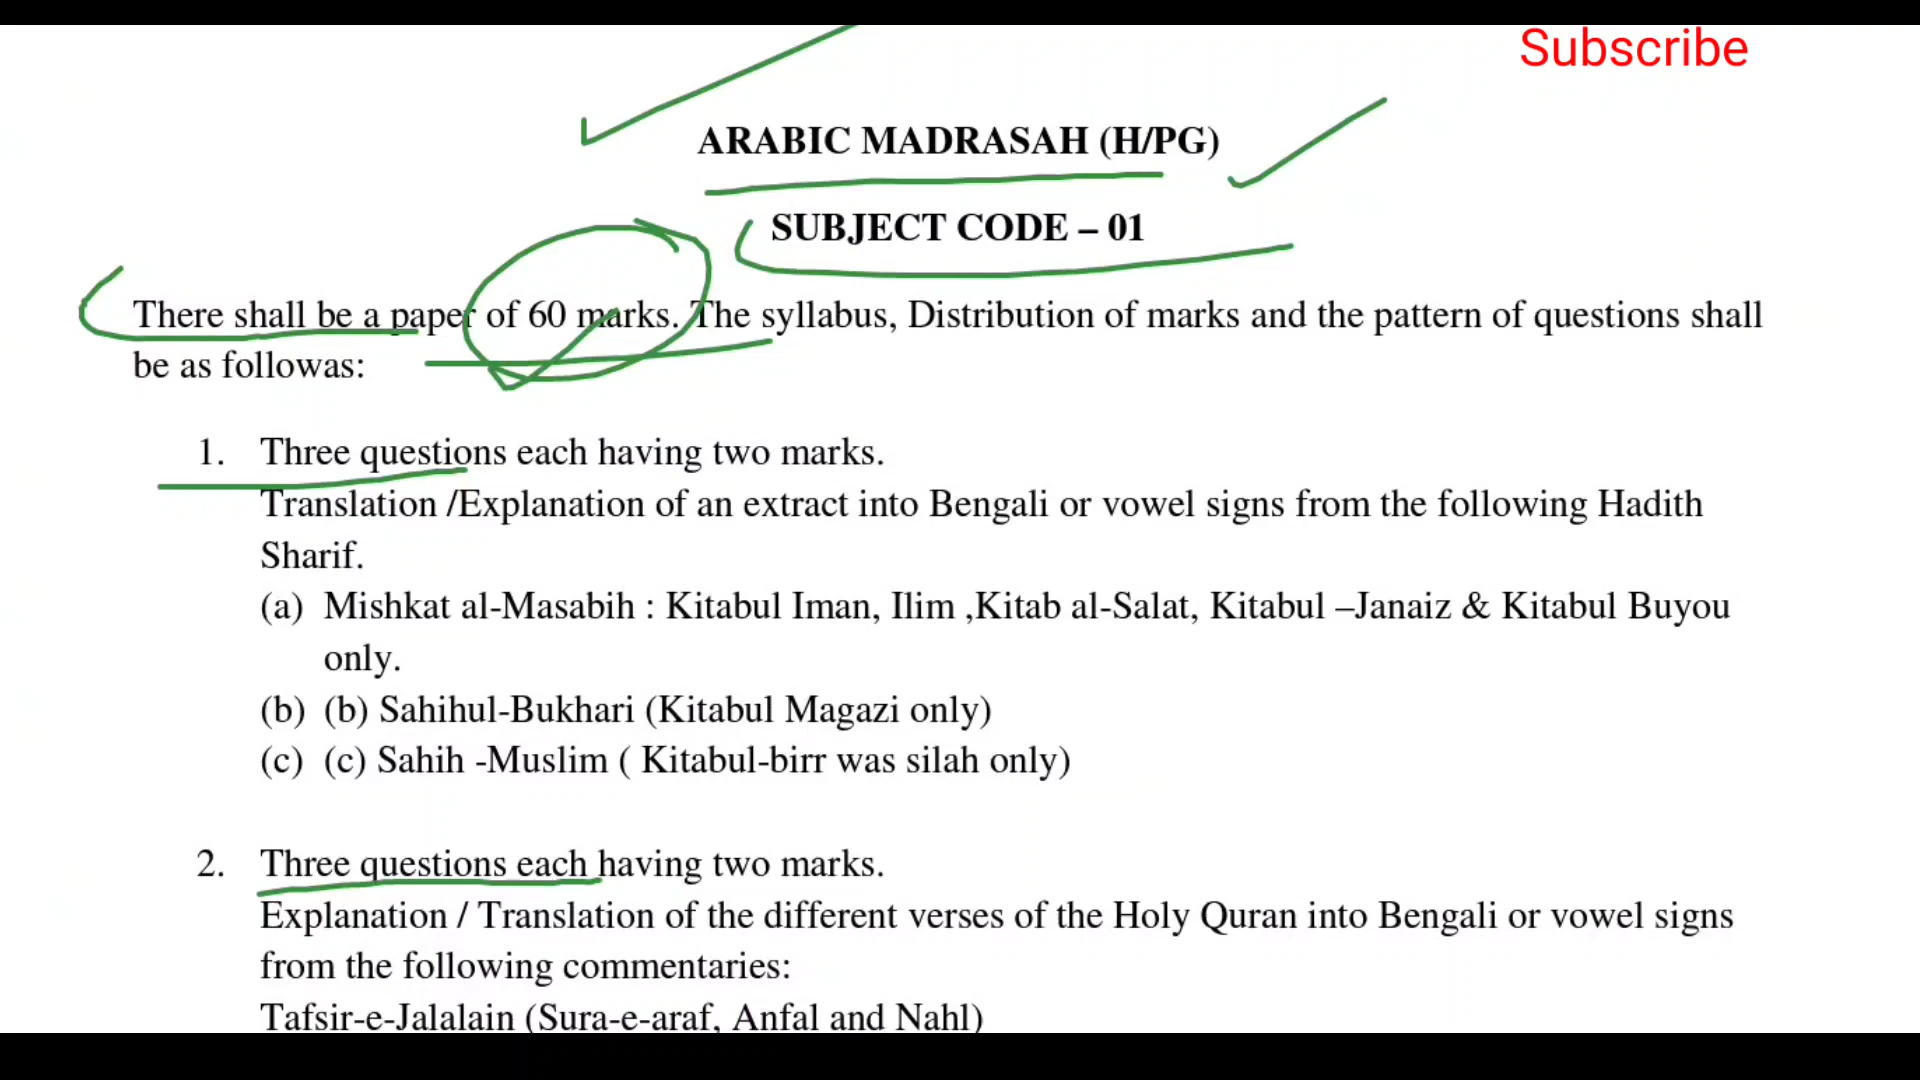 Subscribe
ARABIC MADRASAH (H/PG)
SUBJECT CODE – 01
There shall be a paper of 60 marks. The syllabus, Distribution of marks and the pattern of questions shall
be as followas:
1. Three questions each having two marks.
Translation /Explanation of an extract into Bengali or vowel signs from the following Hadith
Sharif.
(a) Mishkat al-Masabih : Kitabul Iman, Ilim ,Kitab al-Salat, Kitabul –Janaiz & Kitabul Buyou
only.
(b) (b) Sahihul-Bukhari (Kitabul Magazi only)
(c) (c) Sahih -Muslim ( Kitabul-birr was silah only)
2. Three questions each having two marks.
Explanation / Translation of the different verses of the Holy Quran into Bengali or vowel signs
from the following commentaries:
Tafsir-e-Jalalain (Sura-e-araf, Anfal and Nahl)